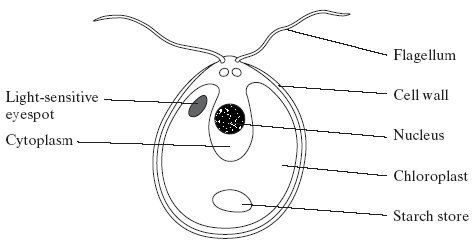 Flagellum
Cell wall
Light-sensitive
eyespot
Nucleus
Cytoplasm
Chloroplast
Starch store